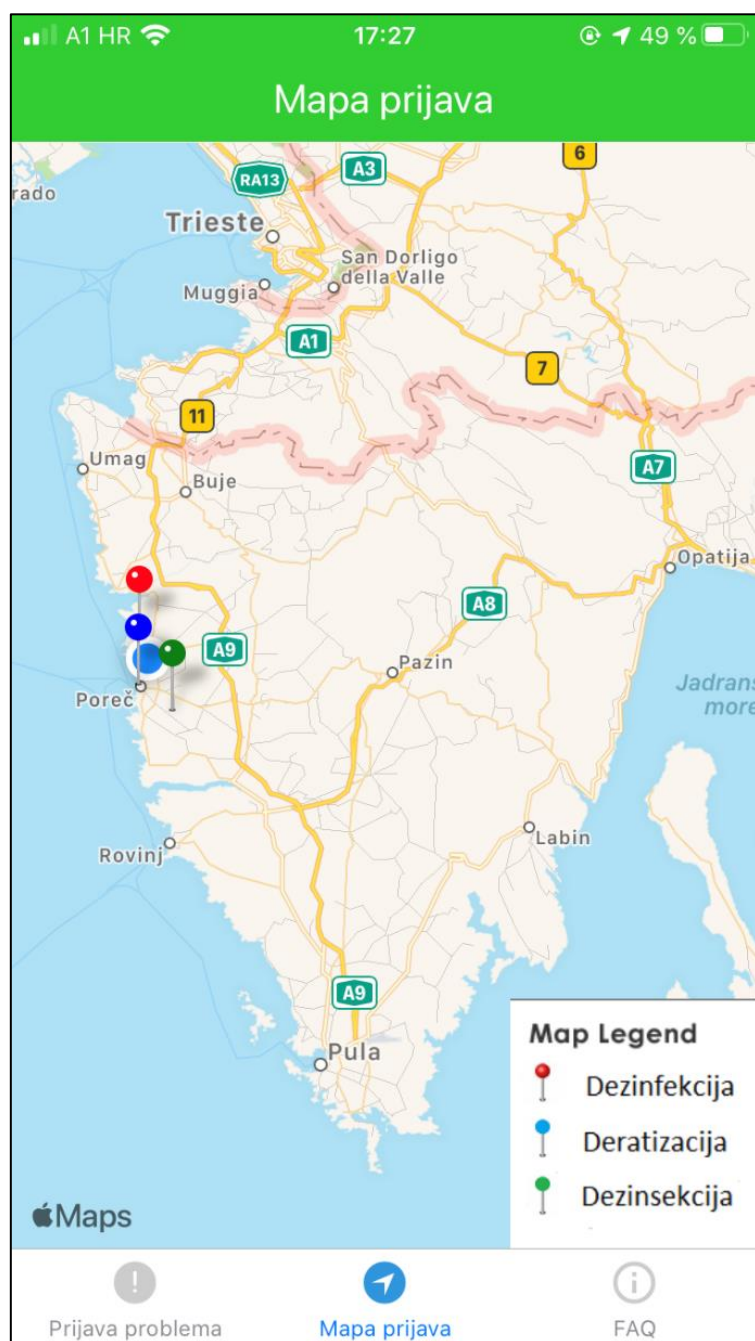 A1 HR 17:27 49 %
Mapa prijava
rado
RA13
A3
6
Trieste
San Dorligo
della Valle
Muggia
A1
7
11
Umag
A7
Buje
Opatija
A8
A9
Pazin
Poreč
Jadrans
more
Labin
Rovinj
A9
Pula
Map Legend
Dezinfekcija
Deratizacija
Dezinsekcija
Maps
Prijava problema Mapa prijava FAQ